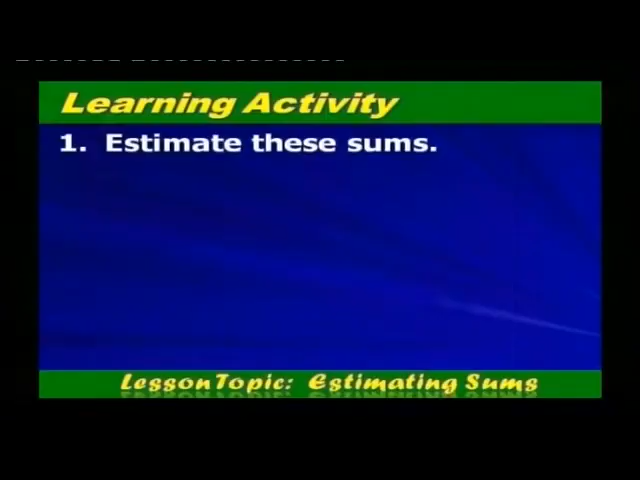 Learning Activity
1. Estimate these sums.
Lesson Topic: Estimating Sums